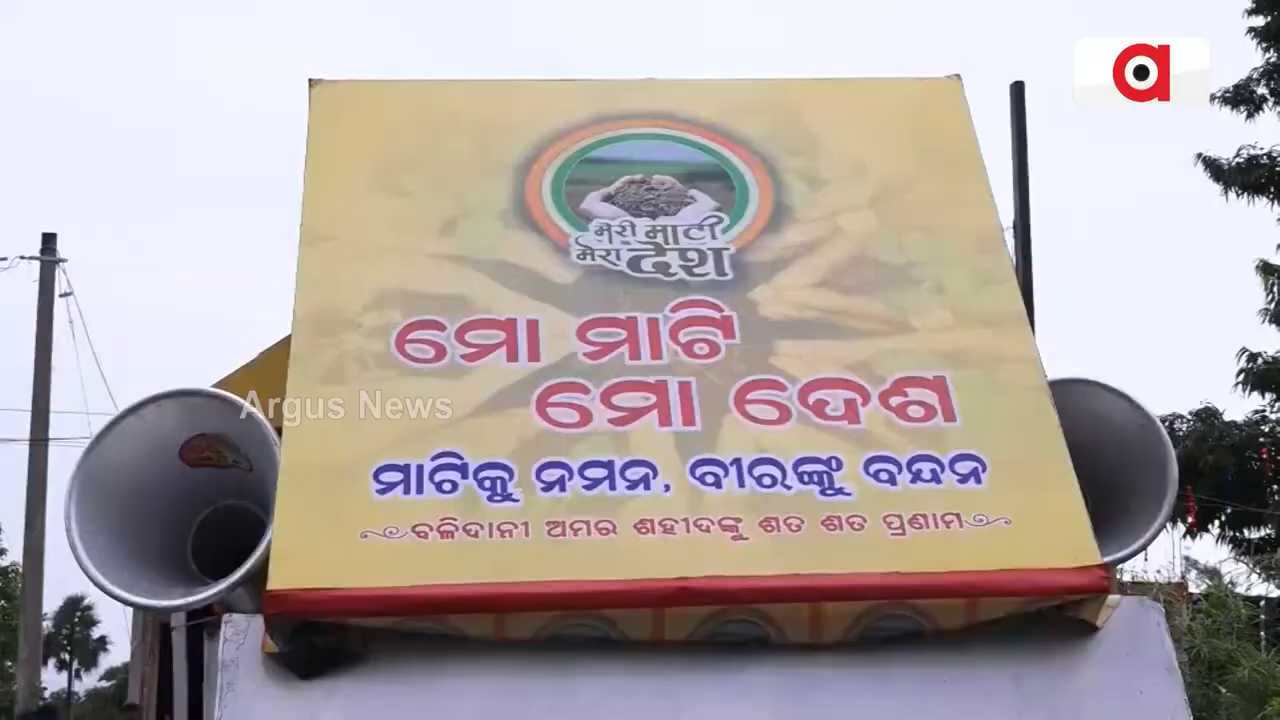 मेरी माटी
मेरा देश
ମୋ ମାଟି
ମୋ ଦେଶ
Argus News
ମାଟିକୁ ନମନ, ବୀରଙ୍କୁ ବନ୍ଦନ
ବଳିଦାନୀ ଅମର ଶହୀଦଙ୍କୁ ଶତ ଶତ ପ୍ରଣାମ